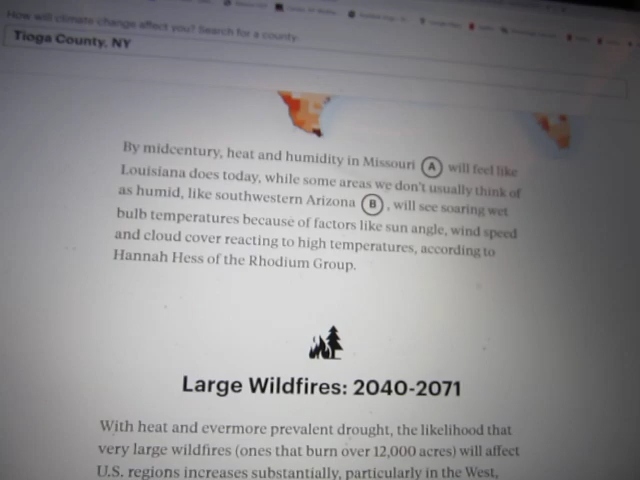 How will climate change affect you? Search for a county.
Tioga County, NY
By midcentury, heat and humidity in Missouri A will feel like
Louisiana does today, while some areas we don't usually think of
as humid, like southwestern Arizona B, will see soaring wet
bulb temperatures because of factors like sun angle, wind speed
and cloud cover reacting to high temperatures, according to
Hannah Hess of the Rhodium Group.
Large Wildfires: 2040-2071
With heat and evermore prevalent drought, the likelihood that
very large wildfires (ones that burn over 12,000 acres) will affect
U.S. regions increases substantially, particularly in the West,